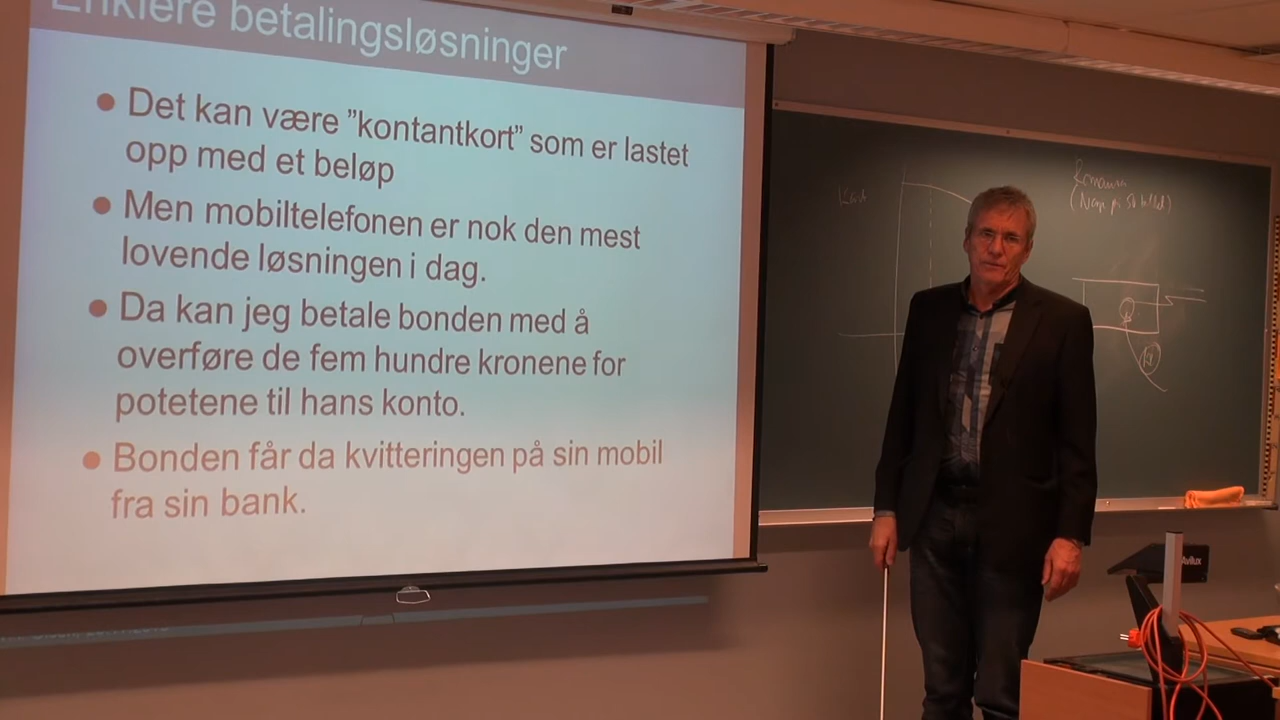 Enklere betalingsløsninger
Det kan være ”kontantkort” som er lastet
opp med et beløp
Men mobiltelefonen er nok den mest
lovende løsningen i dag.
Da kan jeg betale bonden med å
overføre de fem hundre kronene for
potetene til hans konto.
Bonden får da kvitteringen på sin mobil
fra sin bank.
Avilux